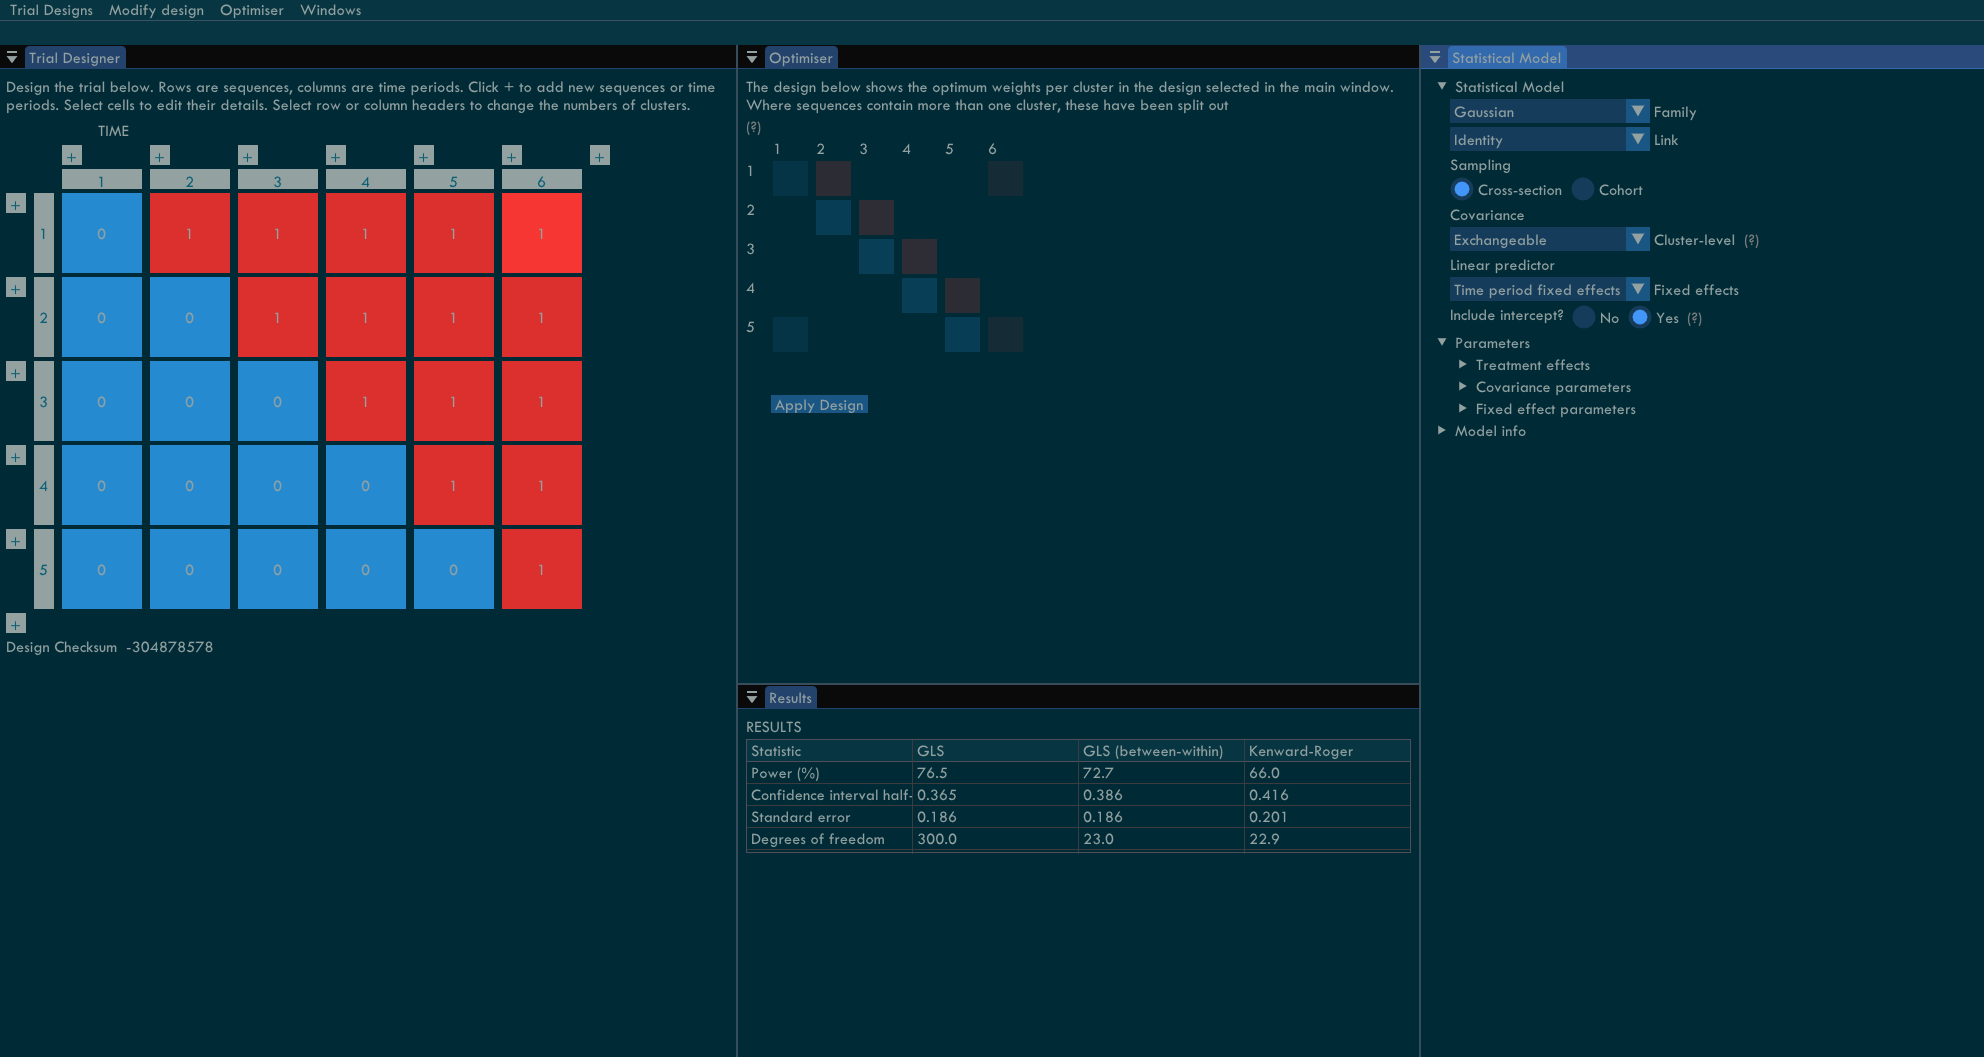 Trial Designs Modify design Optimiser Windows
Trial Designer
Design the trial below. Rows are sequences, columns are time periods. Click + to add new sequences or time
periods. Select cells to edit their details. Select row or column headers to change the numbers of clusters.
TIME
+ + + + + + +
1 2 3 4 5 6
+
1 0 1 1 1 1 1
+
2 0 0 1 1 1 1
+
3 0 0 0 1 1 1
+
4 0 0 0 0 1 1
+
5 0 0 0 0 0 1
+
Design Checksum -304878578
Optimiser
The design below shows the optimum weights per cluster in the design selected in the main window.
Where sequences contain more than one cluster, these have been split out
(?)
1 2 3 4 5 6
1
2
3
4
5
Apply Design
Results
RESULTS
Statistic GLS GLS (between-within) Kenward-Roger
Power (%) 76.5 72.7 66.0
Confidence interval half- 0.365 0.386 0.416
Standard error 0.186 0.186 0.201
Degrees of freedom 300.0 23.0 22.9
Statistical Model
Statistical Model
Gaussian Family
Identity Link
Sampling
Cross-section Cohort
Covariance
Exchangeable Cluster-level (?)
Linear predictor
Time period fixed effects Fixed effects
Include intercept? No Yes (?)
Parameters
Treatment effects
Covariance parameters
Fixed effect parameters
Model info